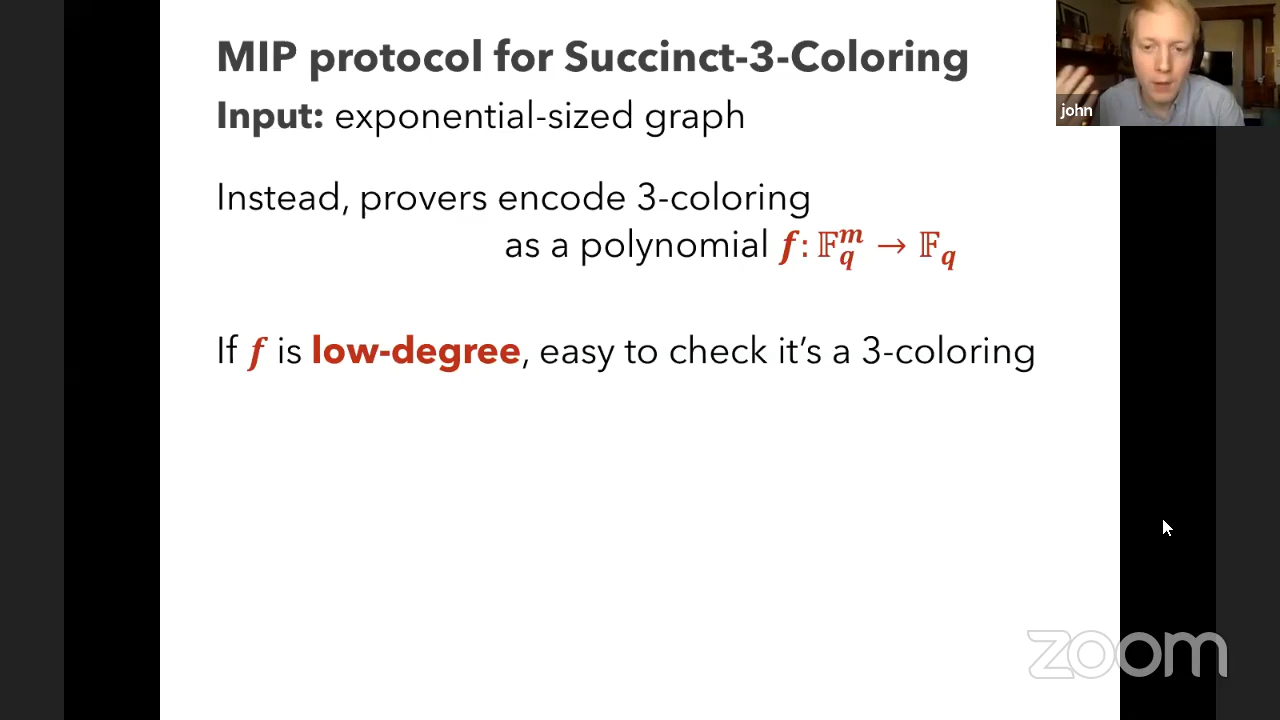 MIP protocol for Succinct-3-Coloring
Input: exponential-sized graph
john
Instead, provers encode 3-coloring
as a polynomial f: 𝔽_q^m → 𝔽_q
If f is low-degree, easy to check it's a 3-coloring
zoom